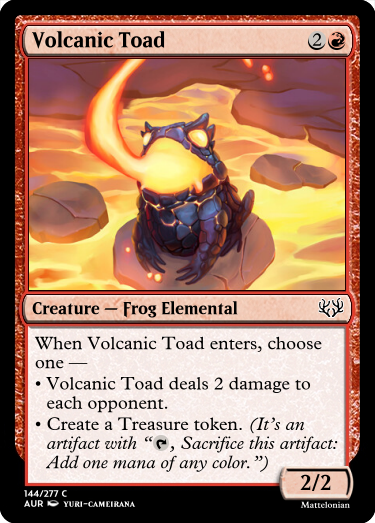 Volcanic Toad 2
Creature — Frog Elemental
When Volcanic Toad enters, choose
one —
• Volcanic Toad deals 2 damage to
each opponent.
• Create a Treasure token. (It's an
artifact with “, Sacrifice this artifact:
Add one mana of any color.”)
2/2
144/277 C
AUR YURI-CAMEIRANA
Mattelonian